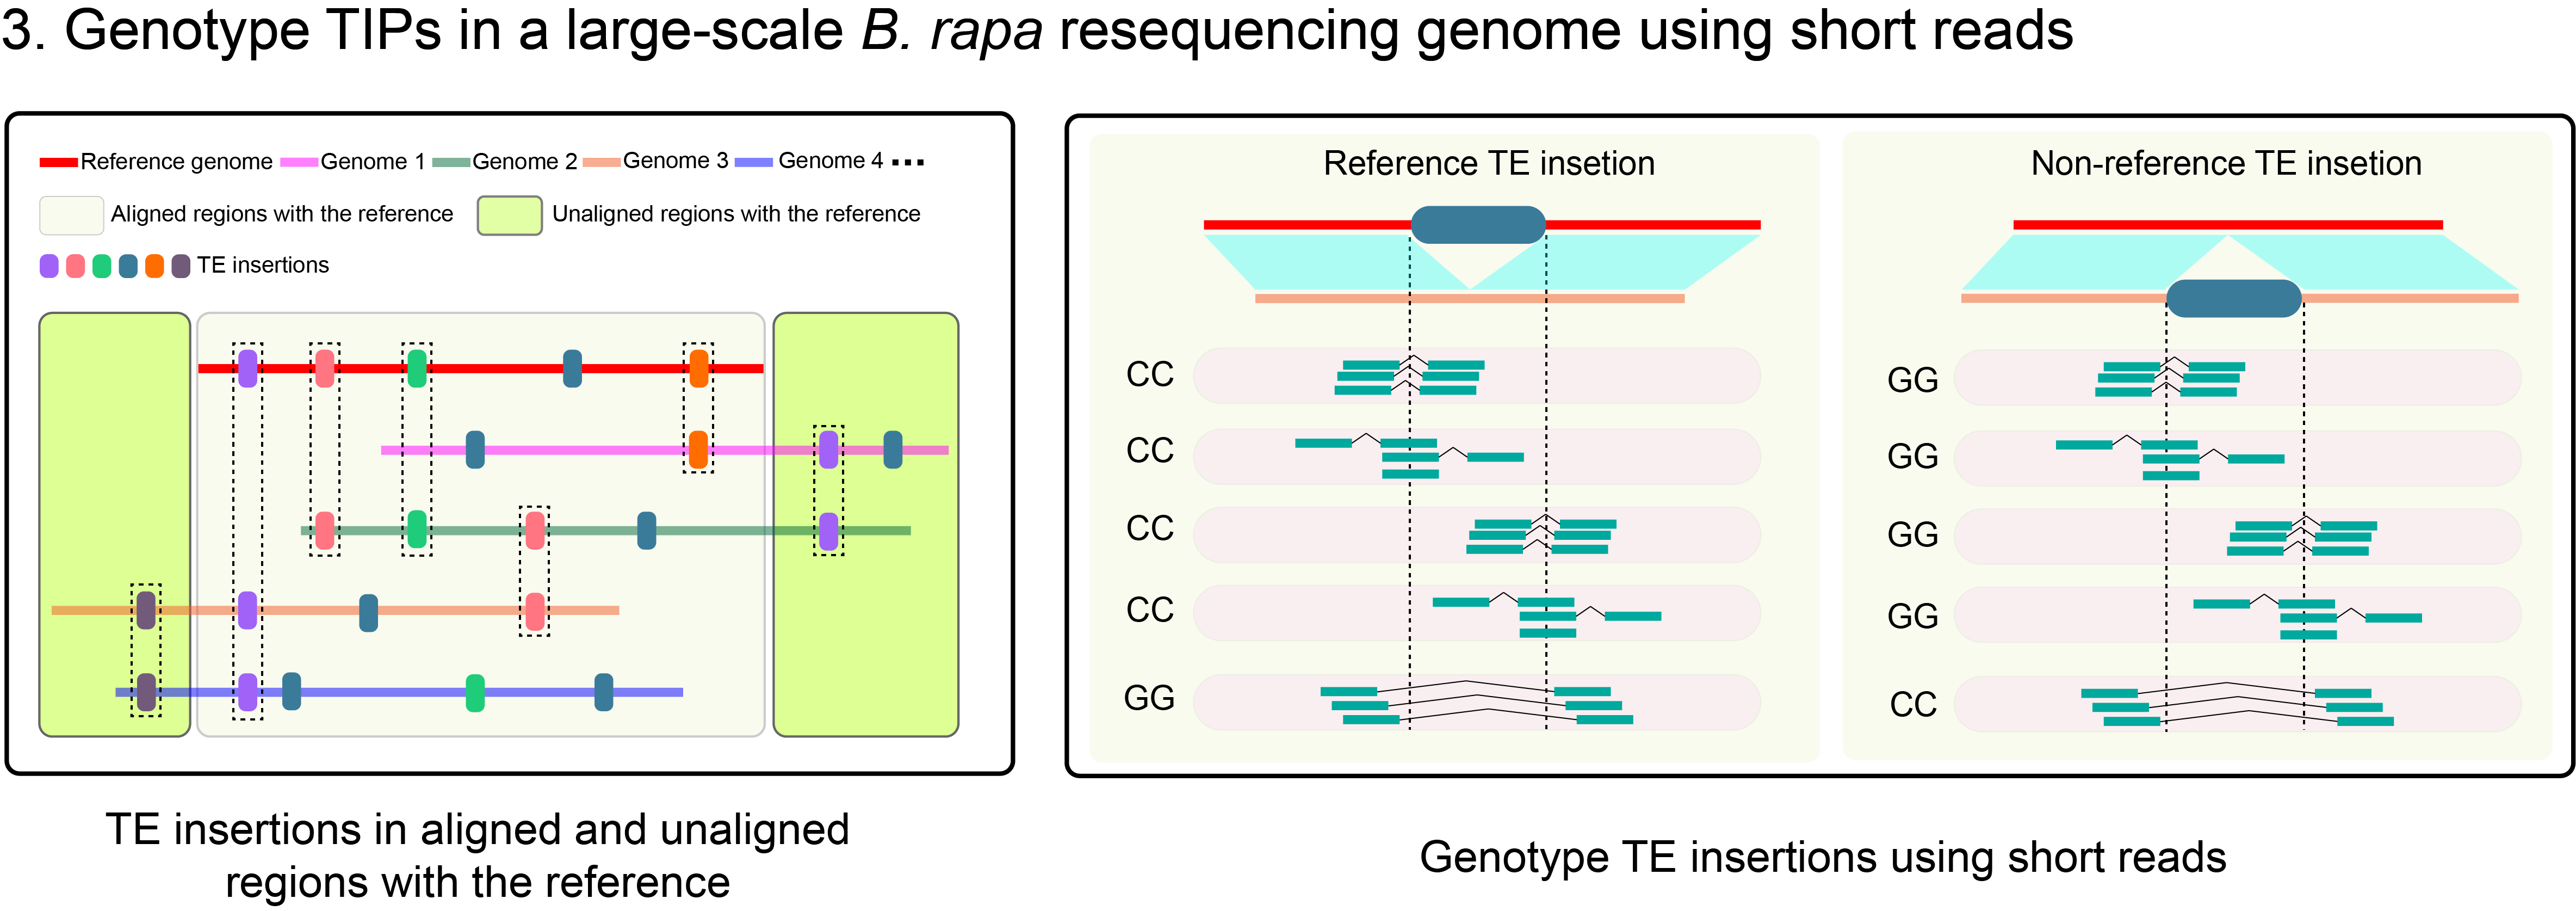 3. Genotype TIPs in a large-scale B. rapa resequencing genome using short reads
Reference genome Genome 1 Genome 2 Genome 3 Genome 4 ...
Aligned regions with the reference Unaligned regions with the reference
TE insertions
TE insertions in aligned and unaligned
regions with the reference
Reference TE insetion
CC
CC
CC
CC
GG
Non-reference TE insetion
GG
GG
GG
GG
CC
Genotype TE insertions using short reads